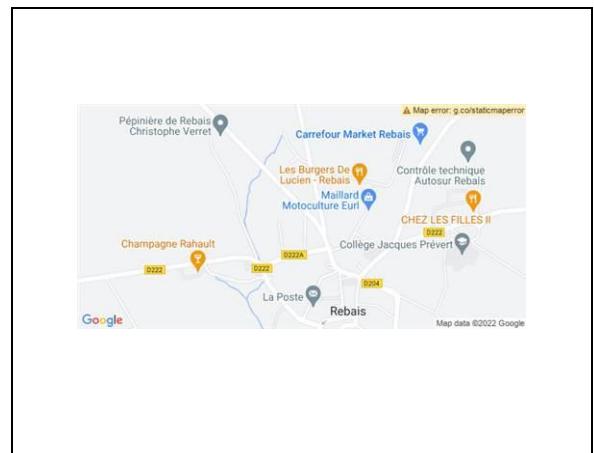 Map error: g.co/staticmaperror
Pépinière de Rebais
Christophe Verret
Carrefour Market Rebais
Les Burgers De
Lucien - Rebais
Contrôle technique
Autosur Rebais
Maillard
Motoculture Eurl
CHEZ LES FILLES II
D222
Champagne Rahault
Collège Jacques Prévert
D222A
D222
D222
D204
La Poste
Rebais
Google
Map data ©2022 Google